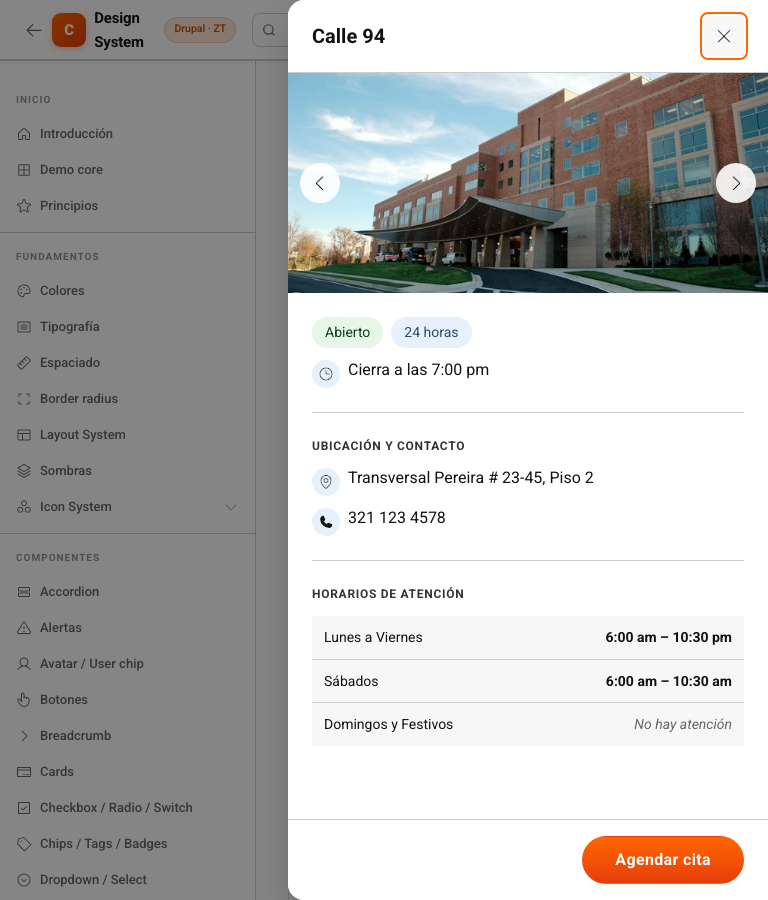 C
Design
System
Drupal · ZT
INICIO
Introducción
Demo core
Principios
FUNDAMENTOS
Colores
Tipografía
Espaciado
Border radius
Layout System
Sombras
Icon System
COMPONENTES
Accordion
Alertas
Avatar / User chip
Botones
Breadcrumb
Cards
Checkbox / Radio / Switch
Chips / Tags / Badges
Dropdown / Select
Calle 94
Abierto
24 horas
Cierra a las 7:00 pm
UBICACIÓN Y CONTACTO
Transversal Pereira # 23-45, Piso 2
321 123 4578
HORARIOS DE ATENCIÓN
Lunes a Viernes 6:00 am – 10:30 pm
Sábados 6:00 am – 10:30 am
Domingos y Festivos No hay atención
Agendar cita